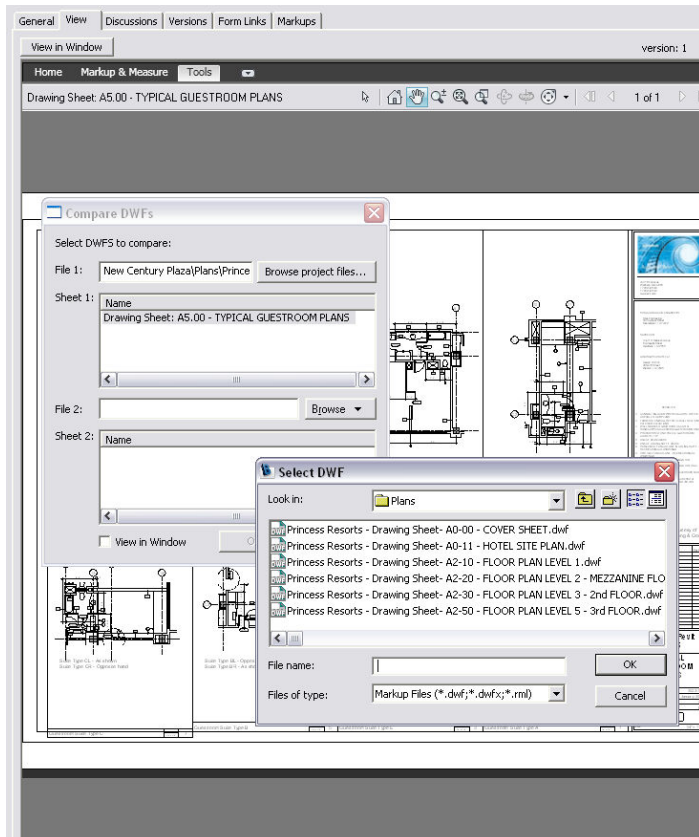 General View Discussions Versions Form Links Markups
View in Window version: 1
Home Markup & Measure Tools
Drawing Sheet: A5.00 - TYPICAL GUESTROOM PLANS 1 of 1
Compare DWFs
Select DWFS to compare:
File 1: New Century Plaza\Plans\Prince Browse project files...
Sheet 1: Name
Drawing Sheet: A5.00 - TYPICAL GUESTROOM PLANS
File 2: Browse
Sheet 2: Name
View in Window
Select DWF
Look in: Plans
Princess Resorts - Drawing Sheet- A0-00 - COVER SHEET.dwf
Princess Resorts - Drawing Sheet- A0-11 - HOTEL SITE PLAN.dwf
Princess Resorts - Drawing Sheet- A2-10 - FLOOR PLAN LEVEL 1.dwf
Princess Resorts - Drawing Sheet- A2-20 - FLOOR PLAN LEVEL 2 - MEZZANINE FLO
Princess Resorts - Drawing Sheet- A2-30 - FLOOR PLAN LEVEL 3 - 2nd FLOOR.dwf
Princess Resorts - Drawing Sheet- A2-50 - FLOOR PLAN LEVEL 5 - 3rd FLOOR.dwf
File name: OK
Files of type: Markup Files (*.dwf;*.dwfx;*.rml) Cancel